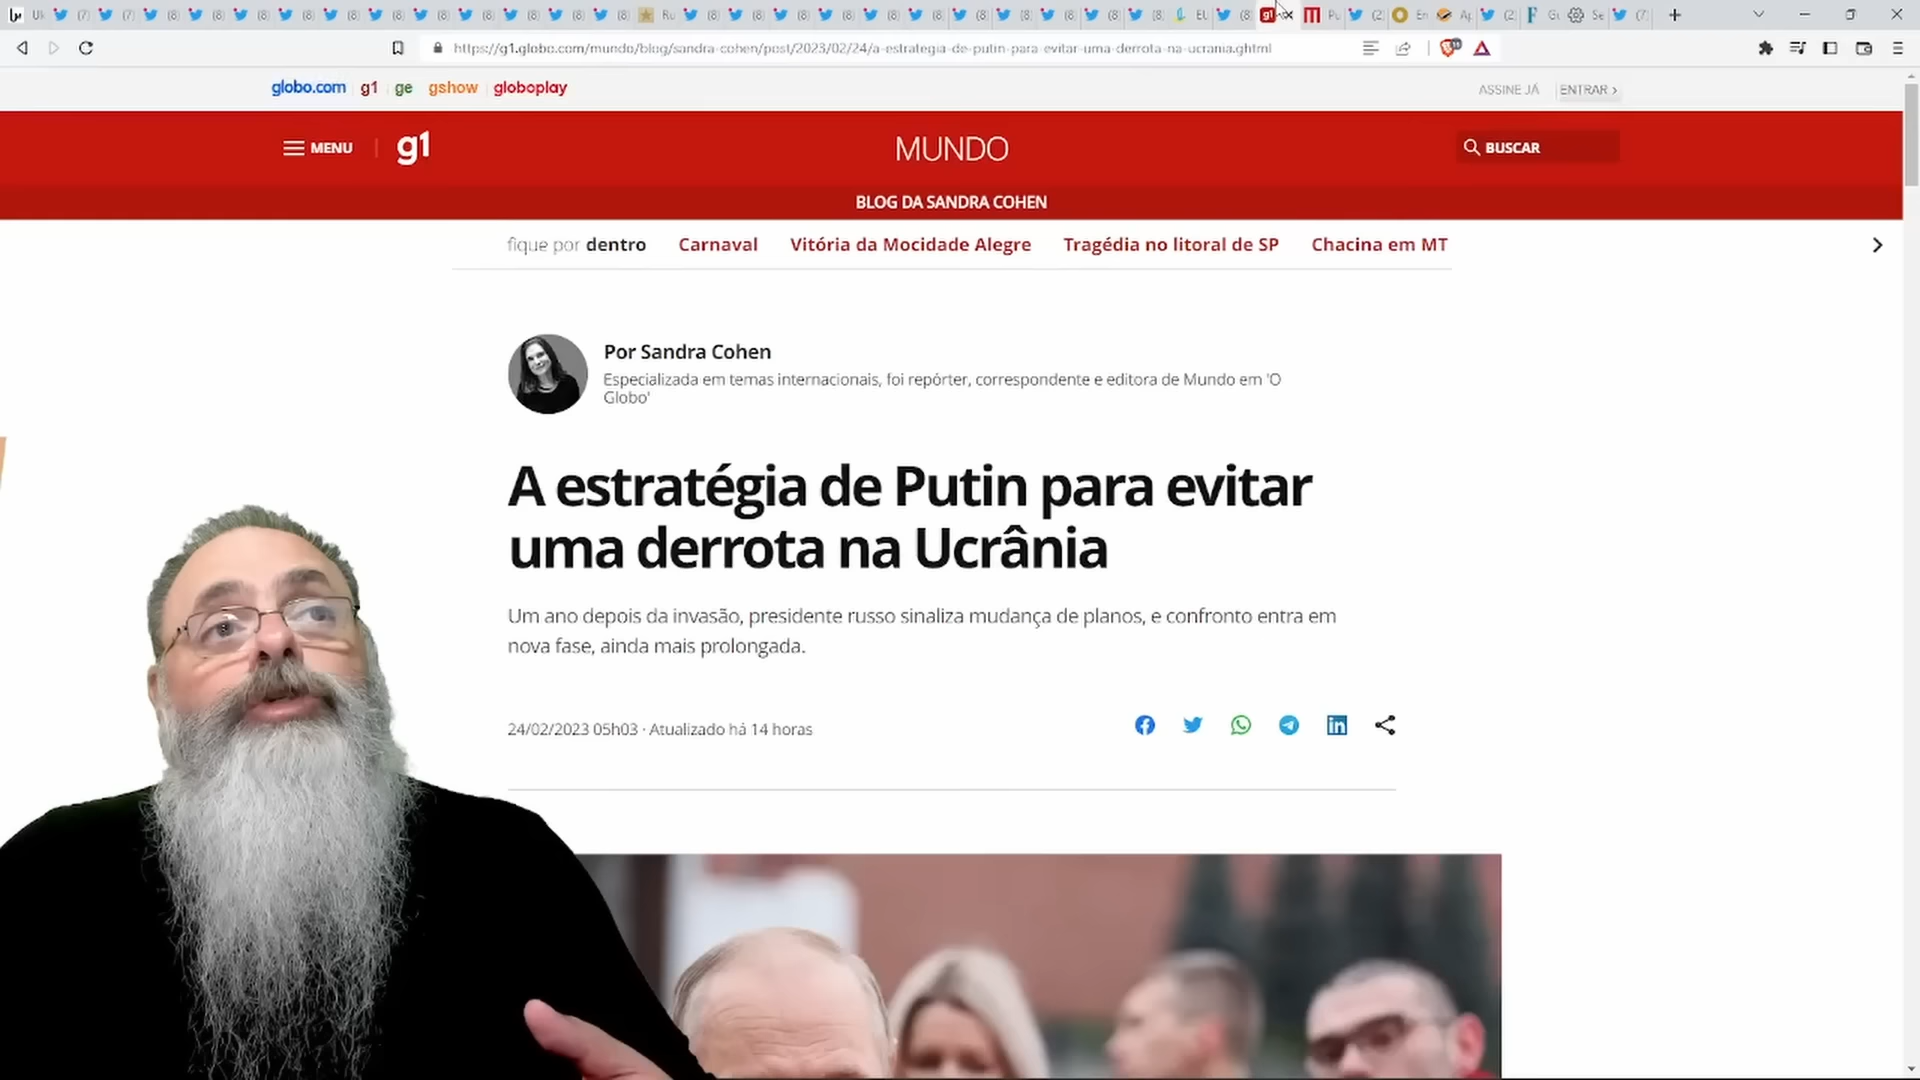 https://g1.globo.com/mundo/blog/sandra-cohen/post/2023/02/24/a-estrategia-de-putin-para-evitar-uma-derrota-na-ucrania.ghtml
globo.com g1 ge gshow globoplay
ASSINE JÁ ENTRAR
MENU g1 MUNDO BUSCAR
BLOG DA SANDRA COHEN
fique por dentro Carnaval Vitória da Mocidade Alegre Tragédia no litoral de SP Chacina em MT
Por Sandra Cohen
Especializada em temas internacionais, foi repórter, correspondente e editora de Mundo em 'O
Globo'
A estratégia de Putin para evitar
uma derrota na Ucrânia
Um ano depois da invasão, presidente russo sinaliza mudança de planos, e confronto entra em
nova fase, ainda mais prolongada.
24/02/2023 05h03 · Atualizado há 14 horas